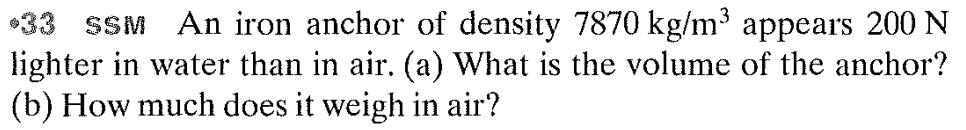 •33 SSM An iron anchor of density 7870 kg/m³ appears 200 N
lighter in water than in air. (a) What is the volume of the anchor?
(b) How much does it weigh in air?